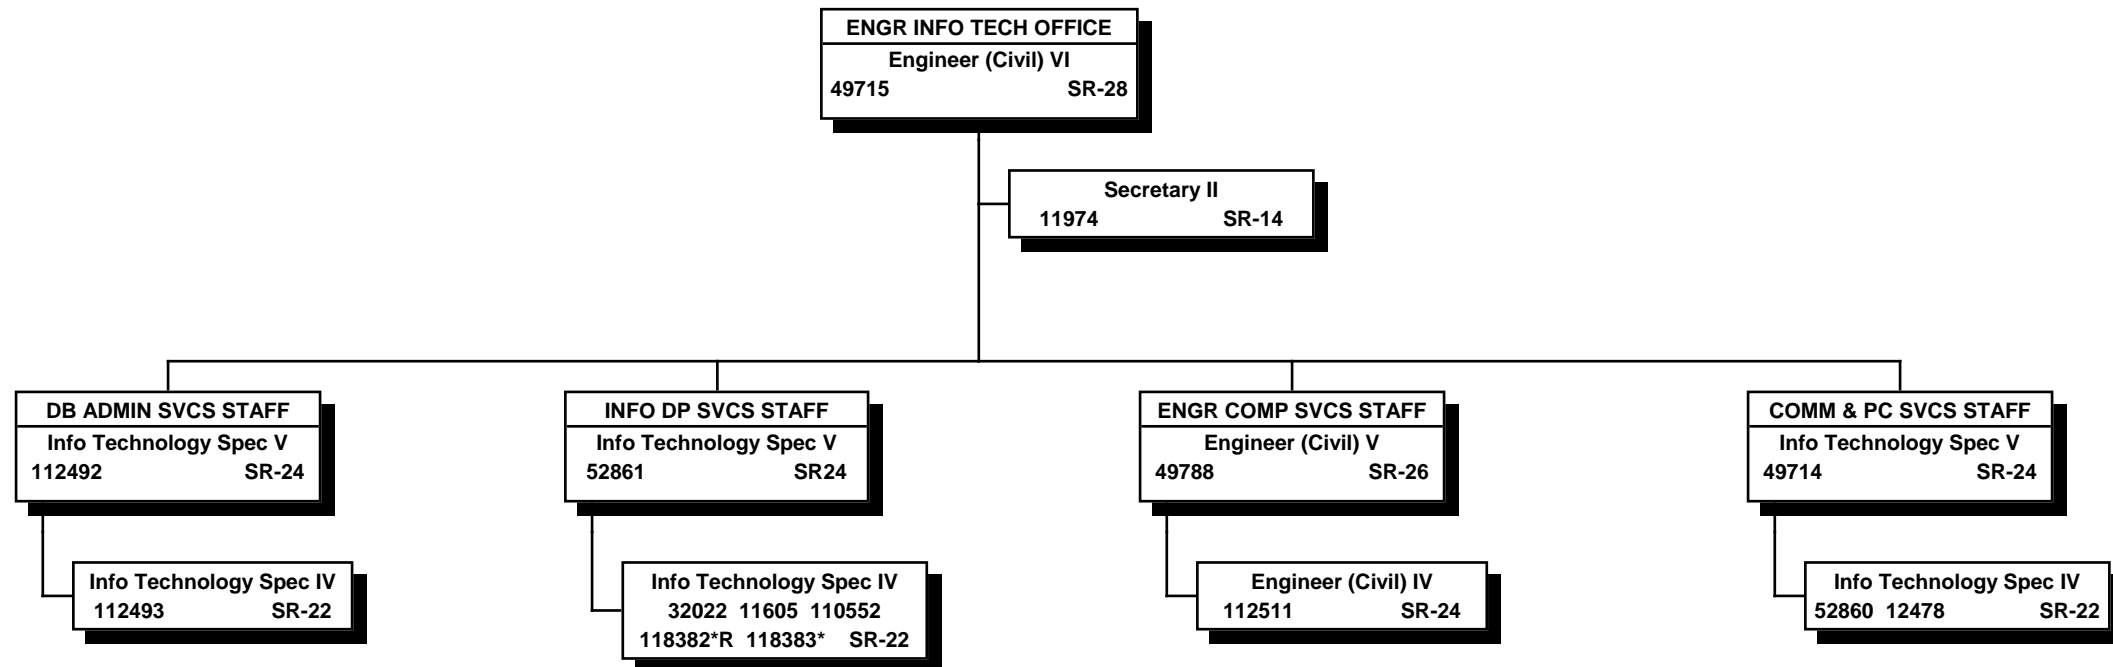 ENGR INFO TECH OFFICE
Engineer (Civil) VI
49715 SR-28
Secretary II
11974 SR-14
DB ADMIN SVCS STAFF
Info Technology Spec V
112492 SR-24
Info Technology Spec IV
112493 SR-22
INFO DP SVCS STAFF
Info Technology Spec V
52861 SR24
Info Technology Spec IV
32022 11605 110552
118382*R 118383* SR-22
ENGR COMP SVCS STAFF
Engineer (Civil) V
49788 SR-26
Engineer (Civil) IV
112511 SR-24
COMM & PC SVCS STAFF
Info Technology Spec V
49714 SR-24
Info Technology Spec IV
52860 12478 SR-22